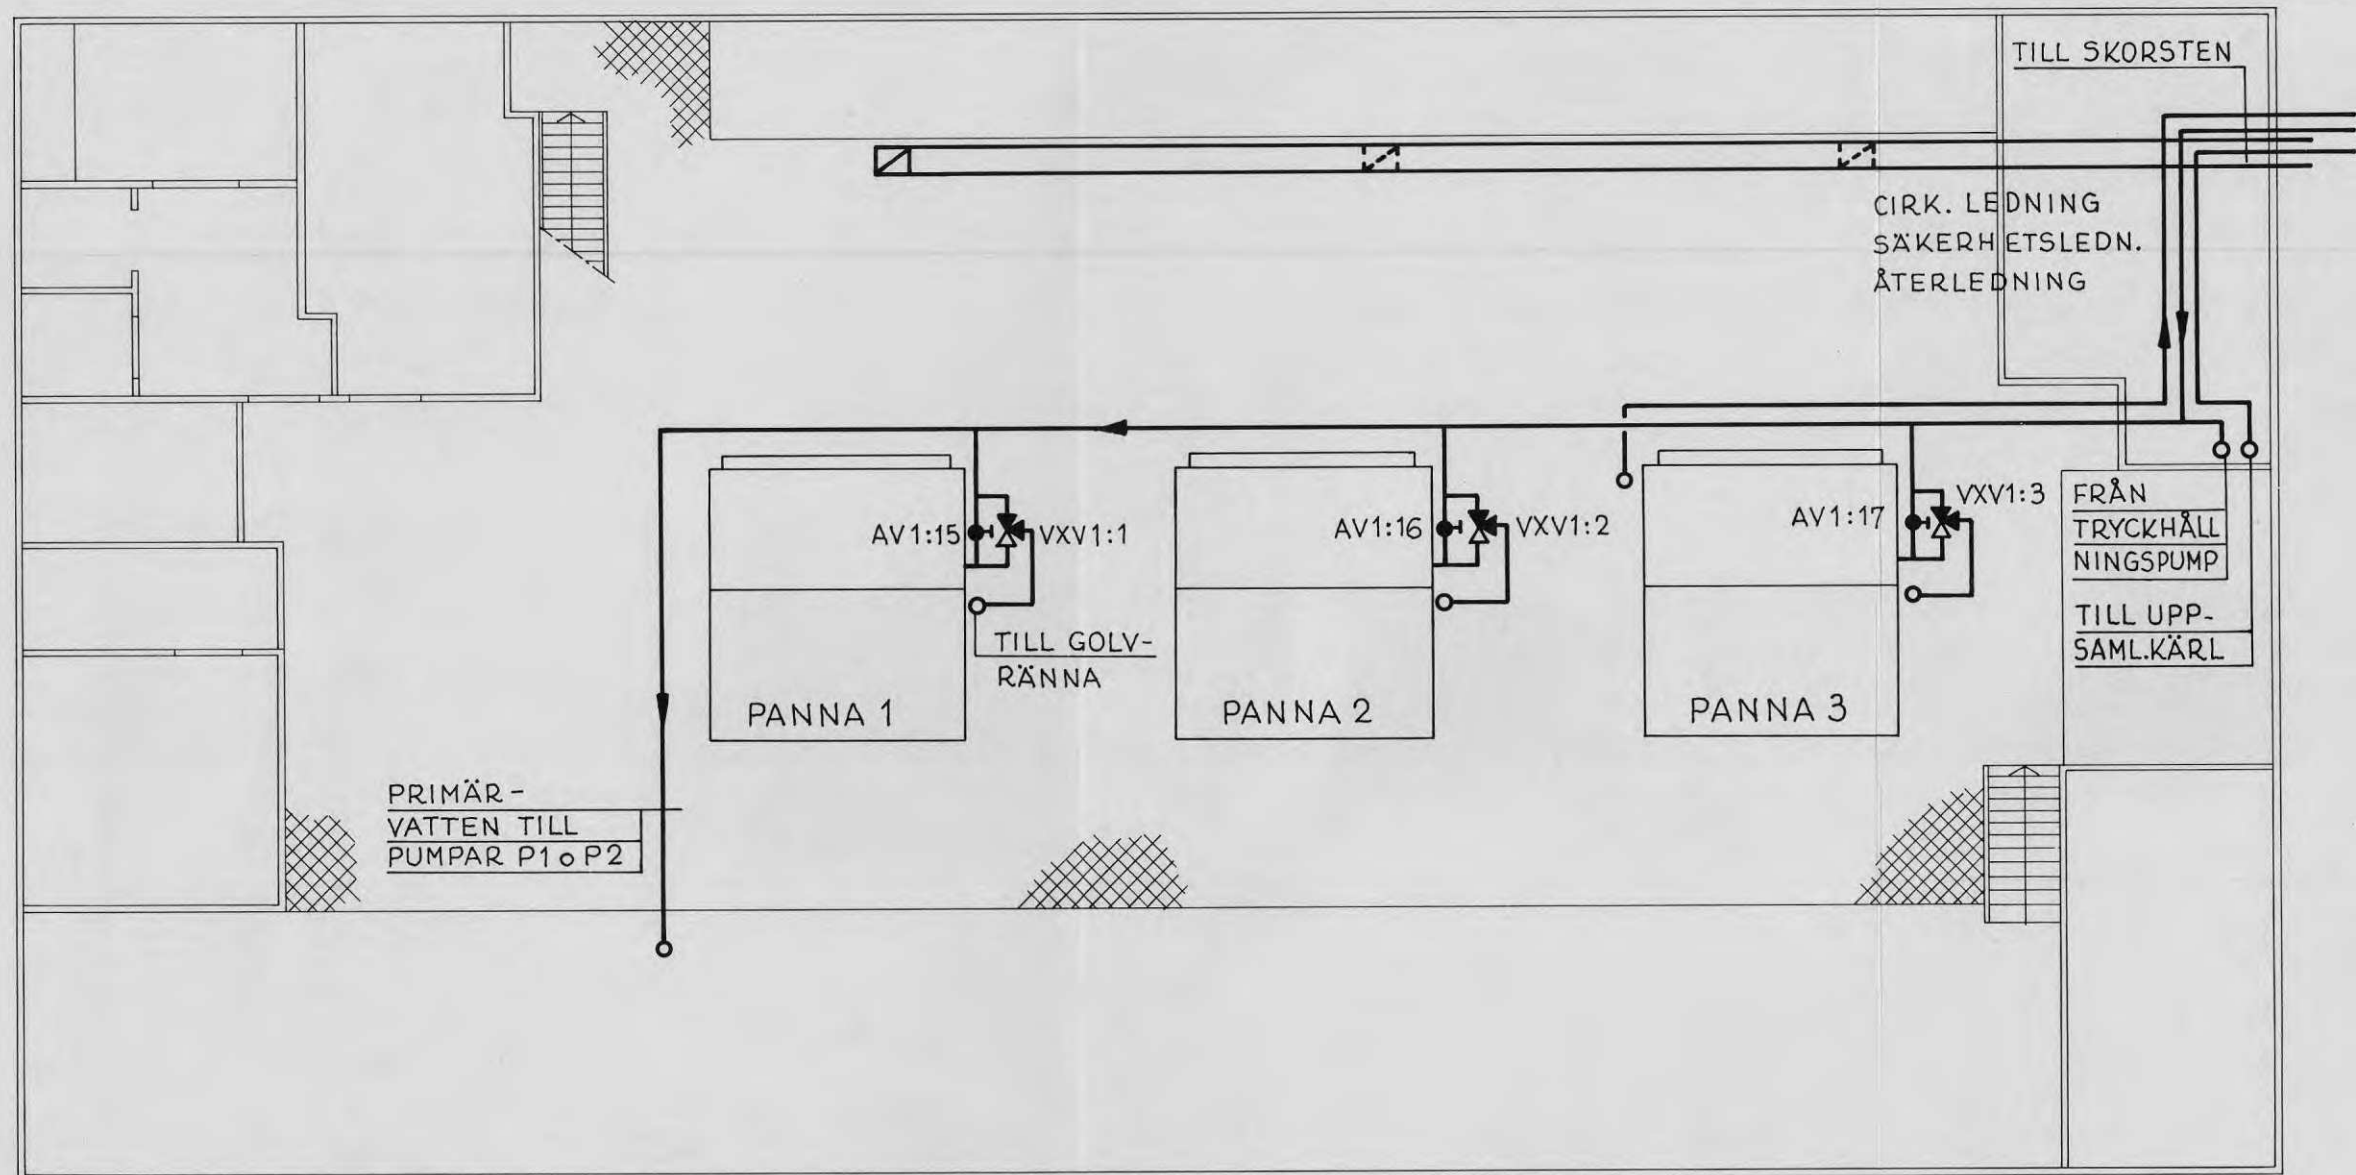 TILL SKORSTEN
CIRK. LEDNING
SÄKERHETSLEDN.
ÅTERLEDNING
AV1:15
VXV1:1
AV1:16
VXV1:2
AV1:17
VXV1:3
FRÅN
TRYCKHÅLL
NINGSPUMP
TILL UPP-
SAML.KÄRL
TILL GOLV-
RÄNNA
PANNA 1
PANNA 2
PANNA 3
PRIMÄR-
VATTEN TILL
PUMPAR P1 o P2